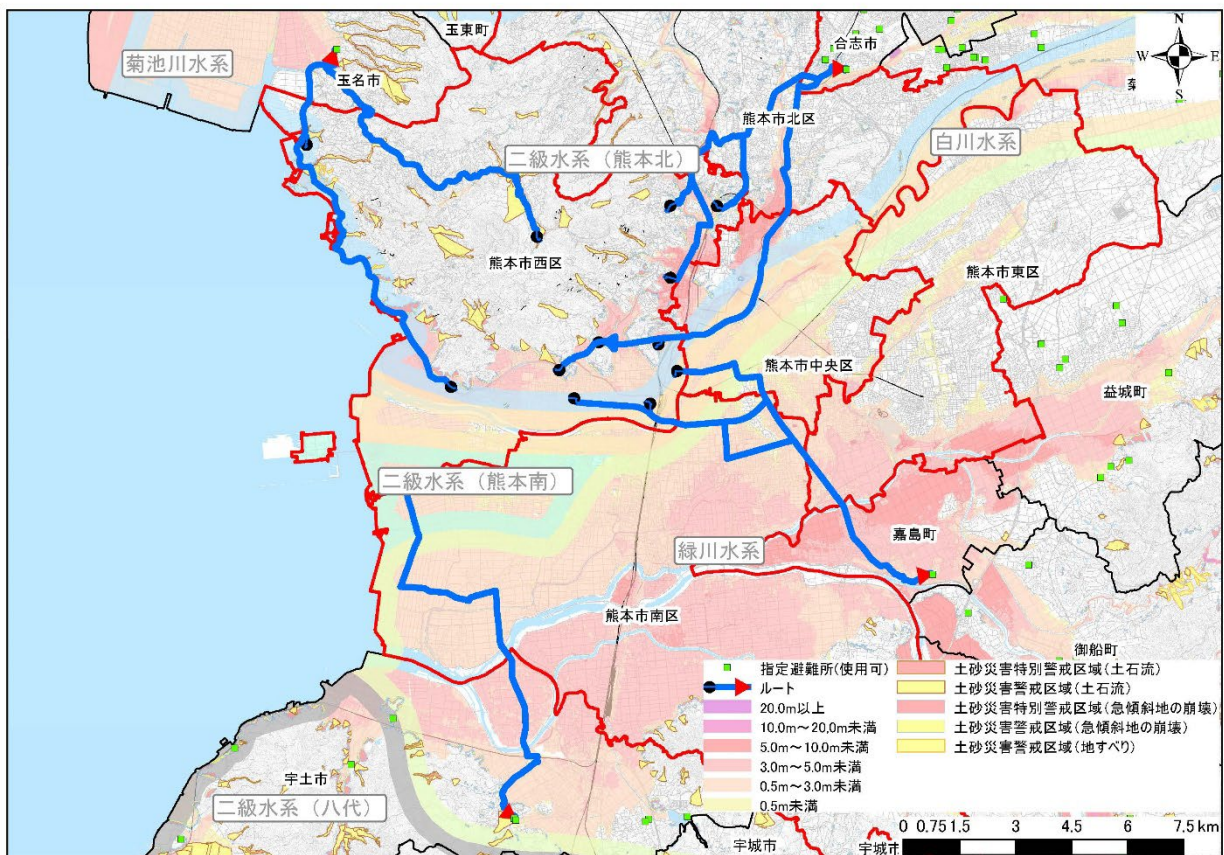 玉東町
菊池川水系
玉名市
合志市
N
W E
S
菊
熊本市北区
二級水系（熊本北）
白川水系
熊本市西区
熊本市東区
熊本市中央区
益城町
二級水系（熊本南）
緑川水系
嘉島町
熊本市南区
御船町
宇土市
二級水系（八代）
宇城市
宇城市
指定避難所(使用可)
ルート
20.0m以上
10.0m～20.0m未満
5.0m～10.0m未満
3.0m～5.0m未満
0.5m～3.0m未満
0.5m未満
土砂災害特別警戒区域(土石流)
土砂災害警戒区域(土石流)
土砂災害特別警戒区域(急傾斜地の崩壊)
土砂災害警戒区域(急傾斜地の崩壊)
土砂災害警戒区域(地すべり)
0 0.75 1.5 3 4.5 6 7.5 km